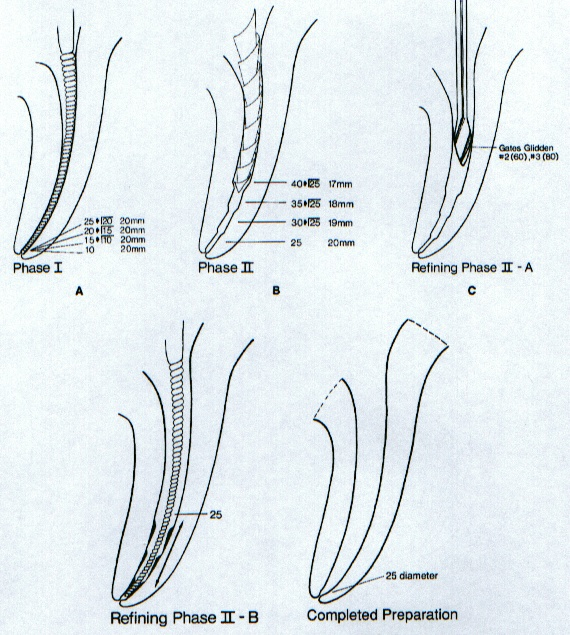 25♦20 20mm
20♦15 20mm
15♦10 20mm
10 20mm
Phase I
A
40♦25 17mm
35♦25 18mm
30♦25 19mm
25 20mm
Phase II
B
Gates Glidden
#2(60),#3(80)
Refining Phase II - A
C
25
Refining Phase II - B
25 diameter
Completed Preparation